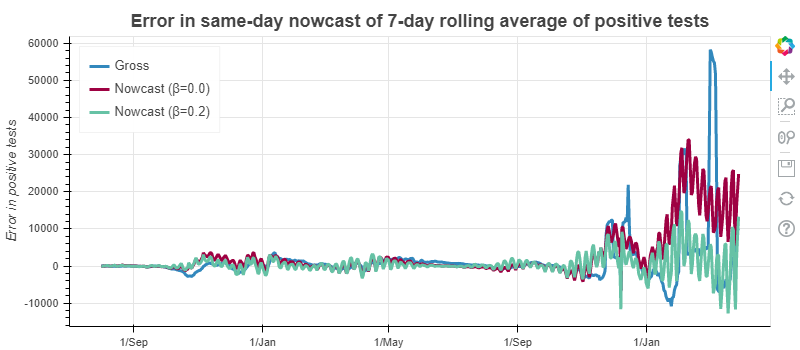 Error in same-day nowcast of 7-day rolling average of positive tests
Error in positive tests
60000
50000
40000
30000
20000
10000
0
-10000
Gross
Nowcast (β=0.0)
Nowcast (β=0.2)
1/Sep
1/Jan
1/May
1/Sep
1/Jan